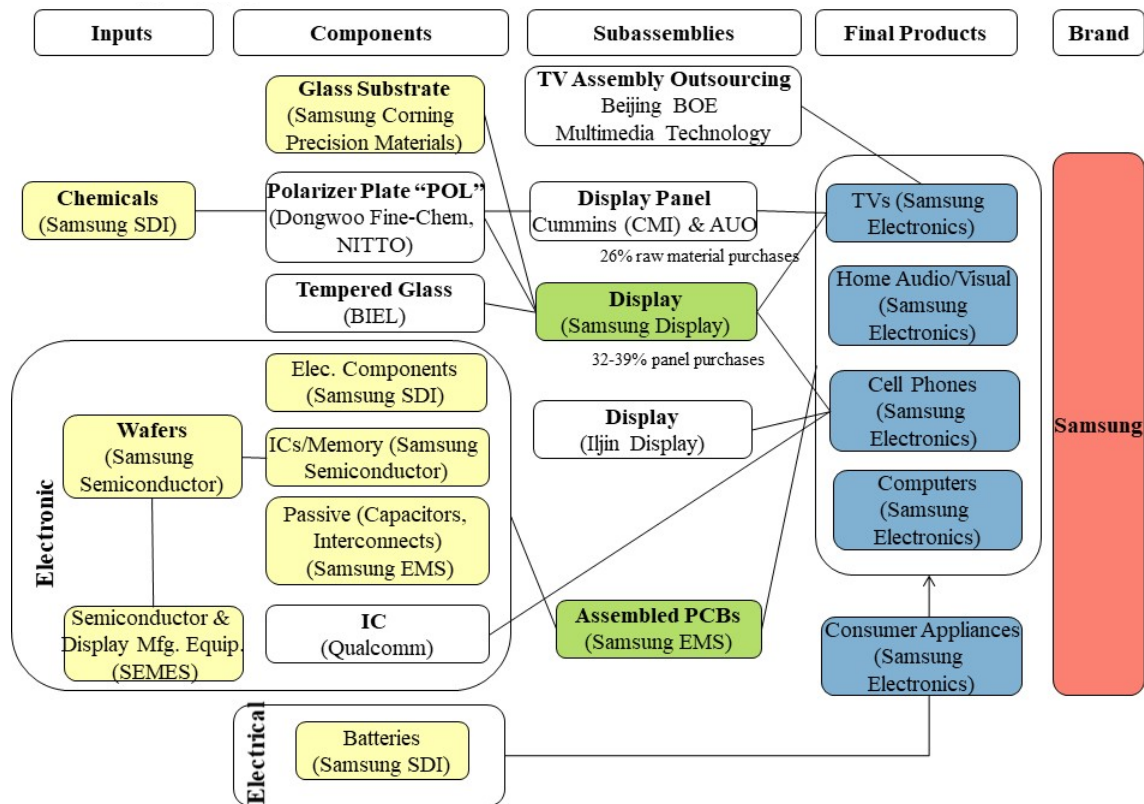 Inputs
Components
Subassemblies
Final Products
Brand
Glass Substrate
(Samsung Corning
Precision Materials)
TV Assembly Outsourcing
Beijing BOE
Multimedia Technology
Chemicals
(Samsung SDI)
Polarizer Plate “POL”
(Dongwoo Fine-Chem,
NITTO)
Display Panel
Cummins (CMI) & AUO
26% raw material purchases
TVs (Samsung
Electronics)
Tempered Glass
(BIEL)
Display
(Samsung Display)
32-39% panel purchases
Home Audio/Visual
(Samsung
Electronics)
Electronic
Elec. Components
(Samsung SDI)
Wafers
(Samsung
Semiconductor)
ICs/Memory (Samsung
Semiconductor)
Passive (Capacitors,
Interconnects)
(Samsung EMS)
Display
(Iljin Display)
Cell Phones
(Samsung
Electronics)
Samsung
Computers
(Samsung
Electronics)
Semiconductor &
Display Mfg. Equip.
(SEMES)
IC
(Qualcomm)
Assembled PCBs
(Samsung EMS)
Consumer Appliances
(Samsung
Electronics)
Electrical
Batteries
(Samsung SDI)